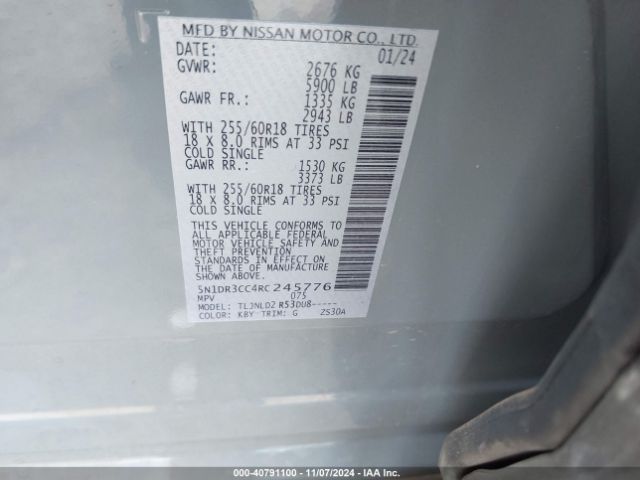 MFD BY NISSAN MOTOR CO., LTD.
DATE: 01/24
GVWR: 2676 KG
5900 LB
GAWR FR.: 1335 KG
2943 LB
WITH 255/60R18 TIRES
18 X 8.0 RIMS AT 33 PSI
COLD SINGLE
GAWR RR.: 1530 KG
3373 LB
WITH 255/60R18 TIRES
18 X 8.0 RIMS AT 33 PSI
COLD SINGLE
THIS VEHICLE CONFORMS TO
ALL APPLICABLE FEDERAL
MOTOR VEHICLE SAFETY AND
THEFT PREVENTION
STANDARDS IN EFFECT ON
THE DATE OF MANUFACTURE
SHOWN ABOVE.
5N1DR3CC4RC245776
MPV 075
MODEL: TLJNLDZ R53DU8-----
COLOR: KBY TRIM: G ZS30A
000-40791100 - 11/07/2024 - IAA Inc.